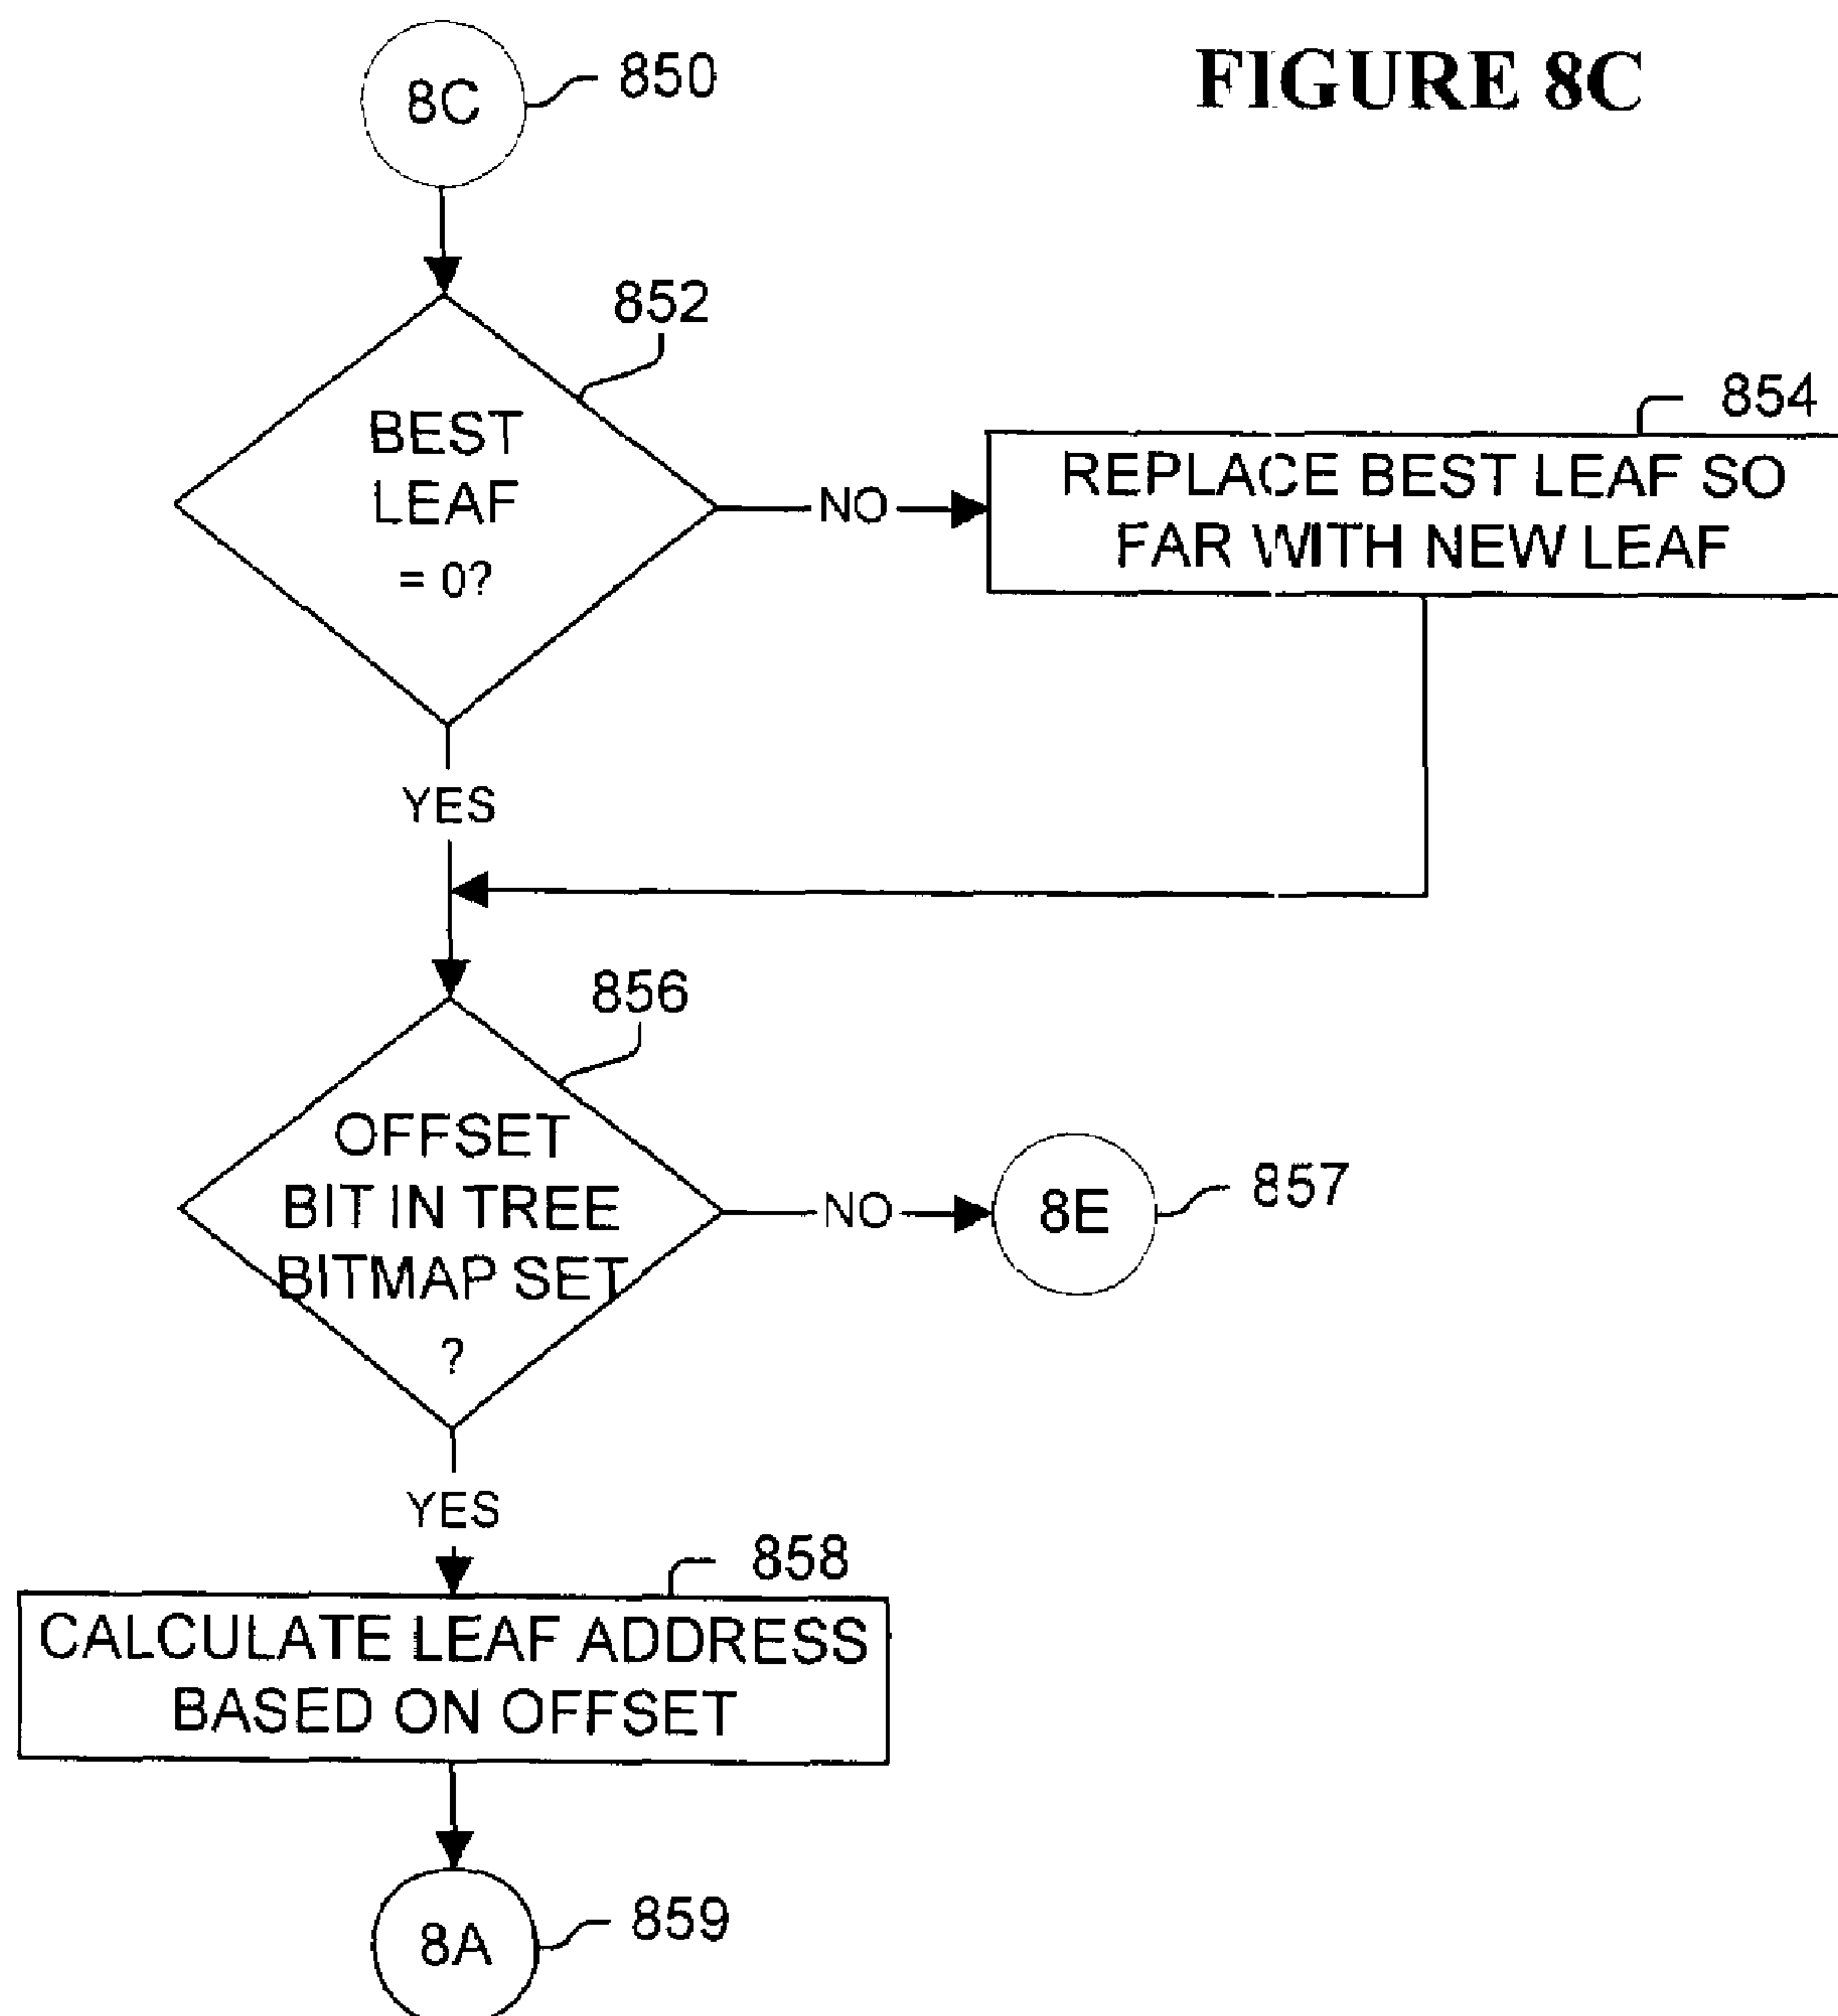 FIGURE 8C
8C
850
852
BEST
LEAF
= 0?
NO
854
REPLACE BEST LEAF SO
FAR WITH NEW LEAF
YES
856
OFFSET
BIT IN TREE
BITMAP SET
?
NO
8E
857
YES
858
CALCULATE LEAF ADDRESS
BASED ON OFFSET
8A
859